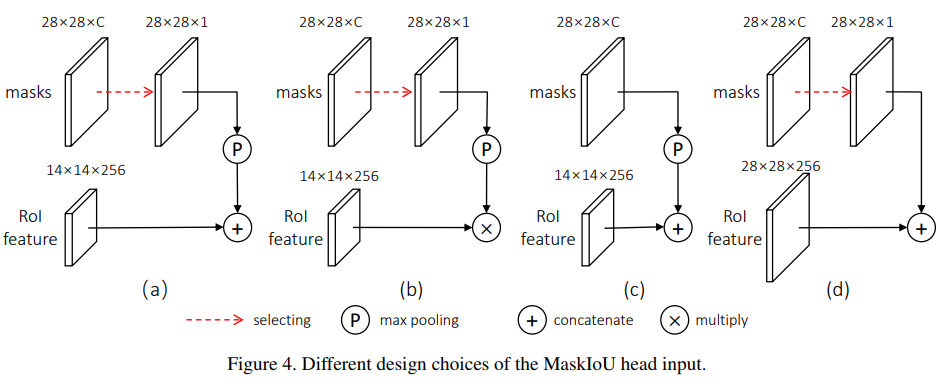 28×28×C 28×28×1 28×28×C 28×28×1 28×28×C 28×28×C 28×28×1
masks masks masks masks
P P P
14×14×256 14×14×256 14×14×256 28×28×256
RoI feature RoI feature RoI feature RoI feature
+ × + +
(a) (b) (c) (d)
selecting P max pooling + concatenate × multiply
Figure 4. Different design choices of the MaskIoU head input.